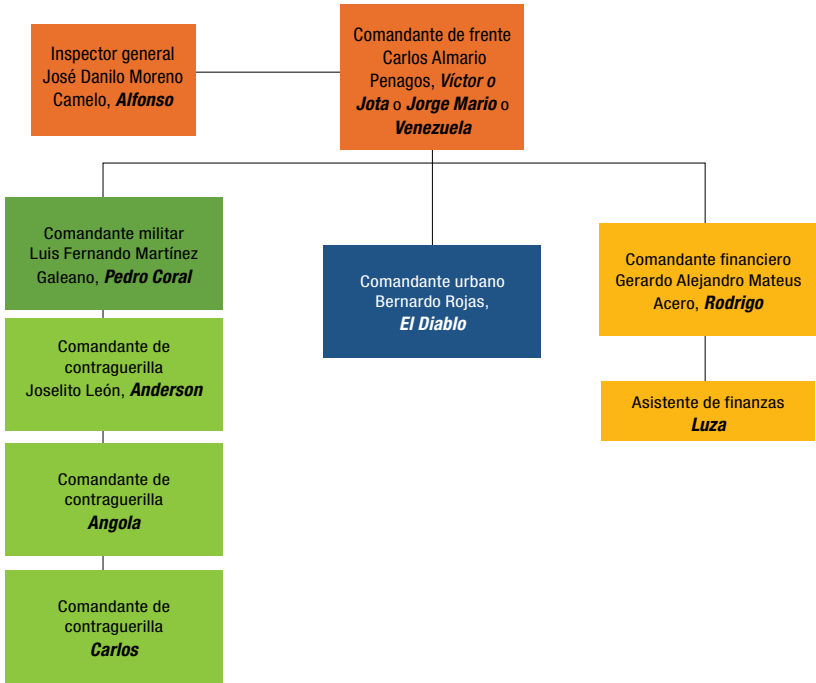 Inspector general
José Danilo Moreno
Camelo, Alfonso
Comandante de frente
Carlos Almario
Penagos, Víctor o
Jota o Jorge Mario o
Venezuela
Comandante militar
Luis Fernando Martínez
Galeano, Pedro Coral
Comandante de
contraguerilla
Joselito León, Anderson
Comandante de
contraguerilla
Angola
Comandante de
contraguerilla
Carlos
Comandante urbano
Bernardo Rojas,
El Diablo
Comandante financiero
Gerardo Alejandro Mateus
Acero, Rodrigo
Asistente de finanzas
Luza